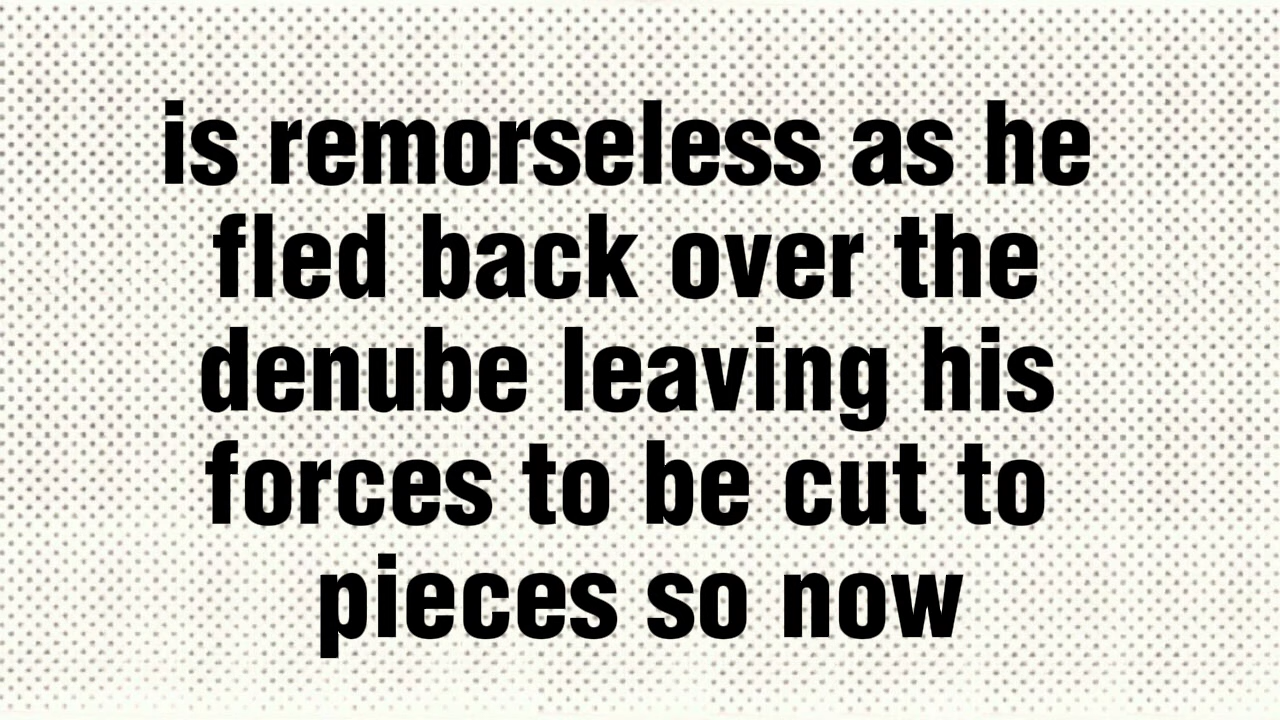 is remorseless as he
fled back over the
denube leaving his
forces to be cut to
pieces so now